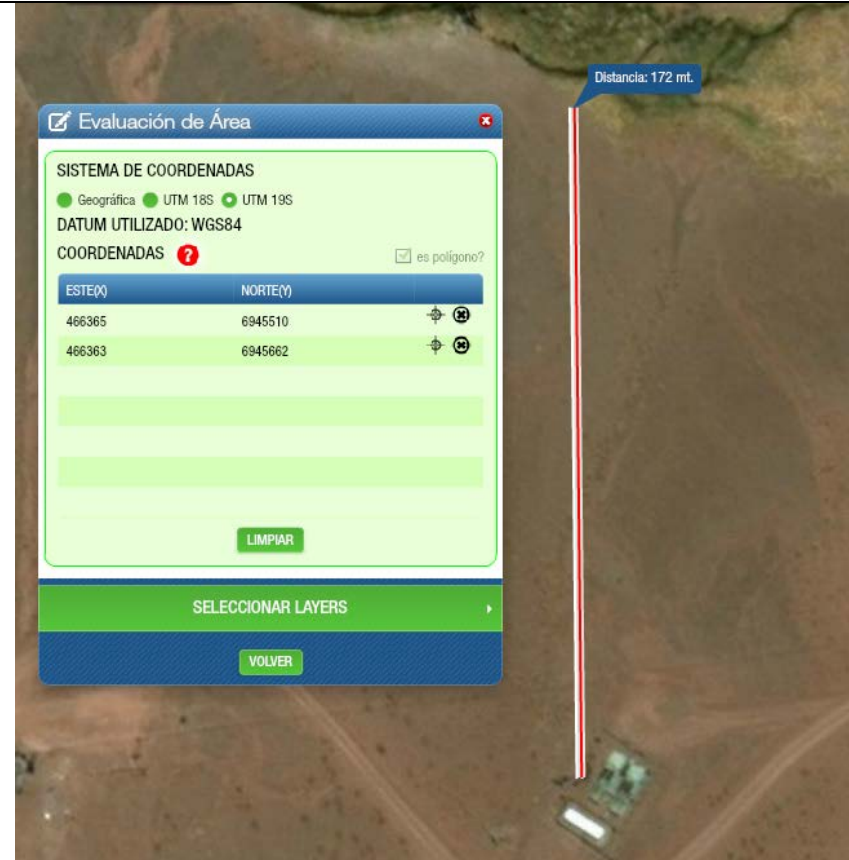 Distancia: 172 mt.
Evaluación de Área
SISTEMA DE COORDENADAS
Geográfica UTM 18S UTM 19S
DATUM UTILIZADO: WGS84
COORDENADAS ?
es polígono?
ESTE(X) NORTE(Y)
466365 6945510
466363 6945662
LIMPIAR
SELECCIONAR LAYERS
VOLVER